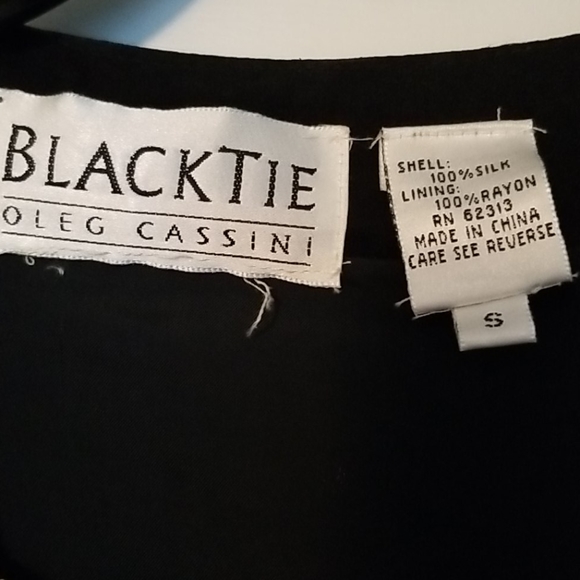 BLACKTIE
OLEG CASSINI
SHELL:
100%SILK
LINING:
100%RAYON
RN 62313
MADE IN CHINA
CARE SEE REVERSE
S